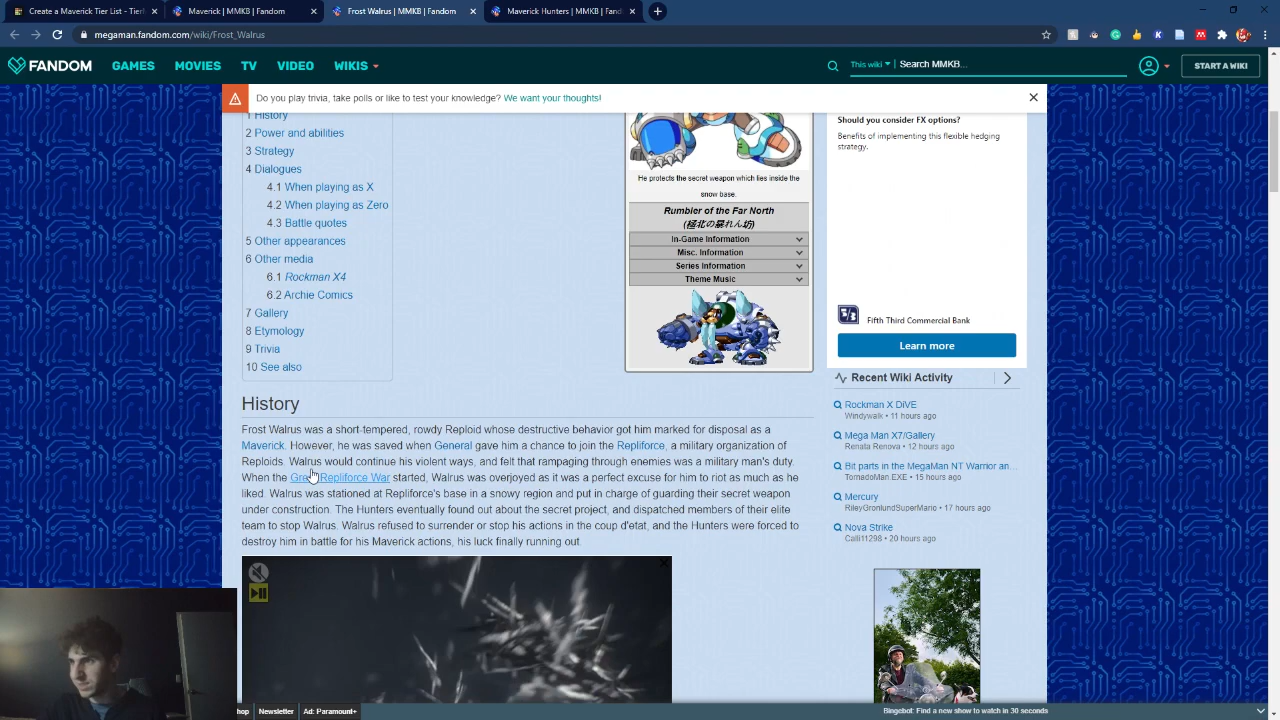 Create a Maverick Tier List - TierM
Maverick | MMKB | Fandom
Frost Walrus | MMKB | Fandom
Maverick Hunters | MMKB | Fand
megaman.fandom.com/wiki/Frost_Walrus
FANDOM
GAMES
MOVIES
TV
VIDEO
WIKIS
This wiki
Search MMKB...
START A WIKI
Do you play trivia, take polls or like to test your knowledge? We want your thoughts!
1 History
2 Power and abilities
3 Strategy
4 Dialogues
4.1 When playing as X
4.2 When playing as Zero
4.3 Battle quotes
5 Other appearances
6 Other media
6.1 Rockman X4
6.2 Archie Comics
7 Gallery
8 Etymology
9 Trivia
10 See also
He protects the secret weapon which lies inside the
snow base.
Rumbler of the Far North
(極北の暴れん坊)
In-Game Information
Misc. Information
Series Information
Theme Music
Should you consider FX options?
Benefits of implementing this flexible hedging
strategy.
Fifth Third Commercial Bank
Learn more
Recent Wiki Activity
Rockman X DiVE
Windywalk • 11 hours ago
Mega Man X7/Gallery
Renata Renova • 12 hours ago
Bit parts in the MegaMan NT Warrior an...
TornadoMan.EXE • 15 hours ago
Mercury
RileyGronlundSuperMario • 17 hours ago
Nova Strike
Calli11298 • 20 hours ago
History
Frost Walrus was a short-tempered, rowdy Reploid whose destructive behavior got him marked for disposal as a
Maverick. However, he was saved when General gave him a chance to join the Repliforce, a military organization of
Reploids. Walrus would continue his violent ways, and felt that rampaging through enemies was a military man's duty.
When the Great Repliforce War started, Walrus was overjoyed as it was a perfect excuse for him to riot as much as he
liked. Walrus was stationed at Repliforce's base in a snowy region and put in charge of guarding their secret weapon
under construction. The Hunters eventually found out about the secret project, and dispatched members of their elite
team to stop Walrus. Walrus refused to surrender or stop his actions in the coup d'etat, and the Hunters were forced to
destroy him in battle for his Maverick actions, his luck finally running out.
hop
Newsletter
Ad: Paramount+
Bingebot: Find a new show to watch in 30 seconds